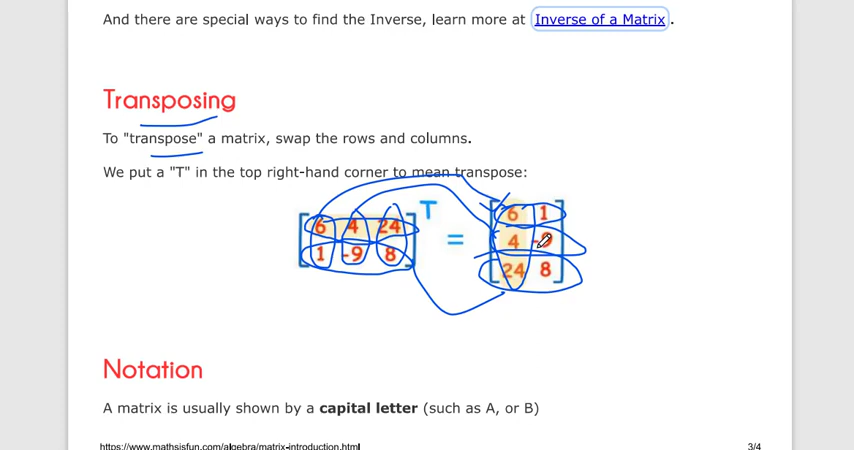 And there are special ways to find the Inverse, learn more at Inverse of a Matrix.
Transposing
To "transpose" a matrix, swap the rows and columns.
We put a "T" in the top right-hand corner to mean transpose:
[6 4 24]T = [6 1]
[1 -9 8] [4
[24 8]
Notation
A matrix is usually shown by a capital letter (such as A, or B)
https://www.mathsisfun.com/algebra/matrix-introduction.html 3/4